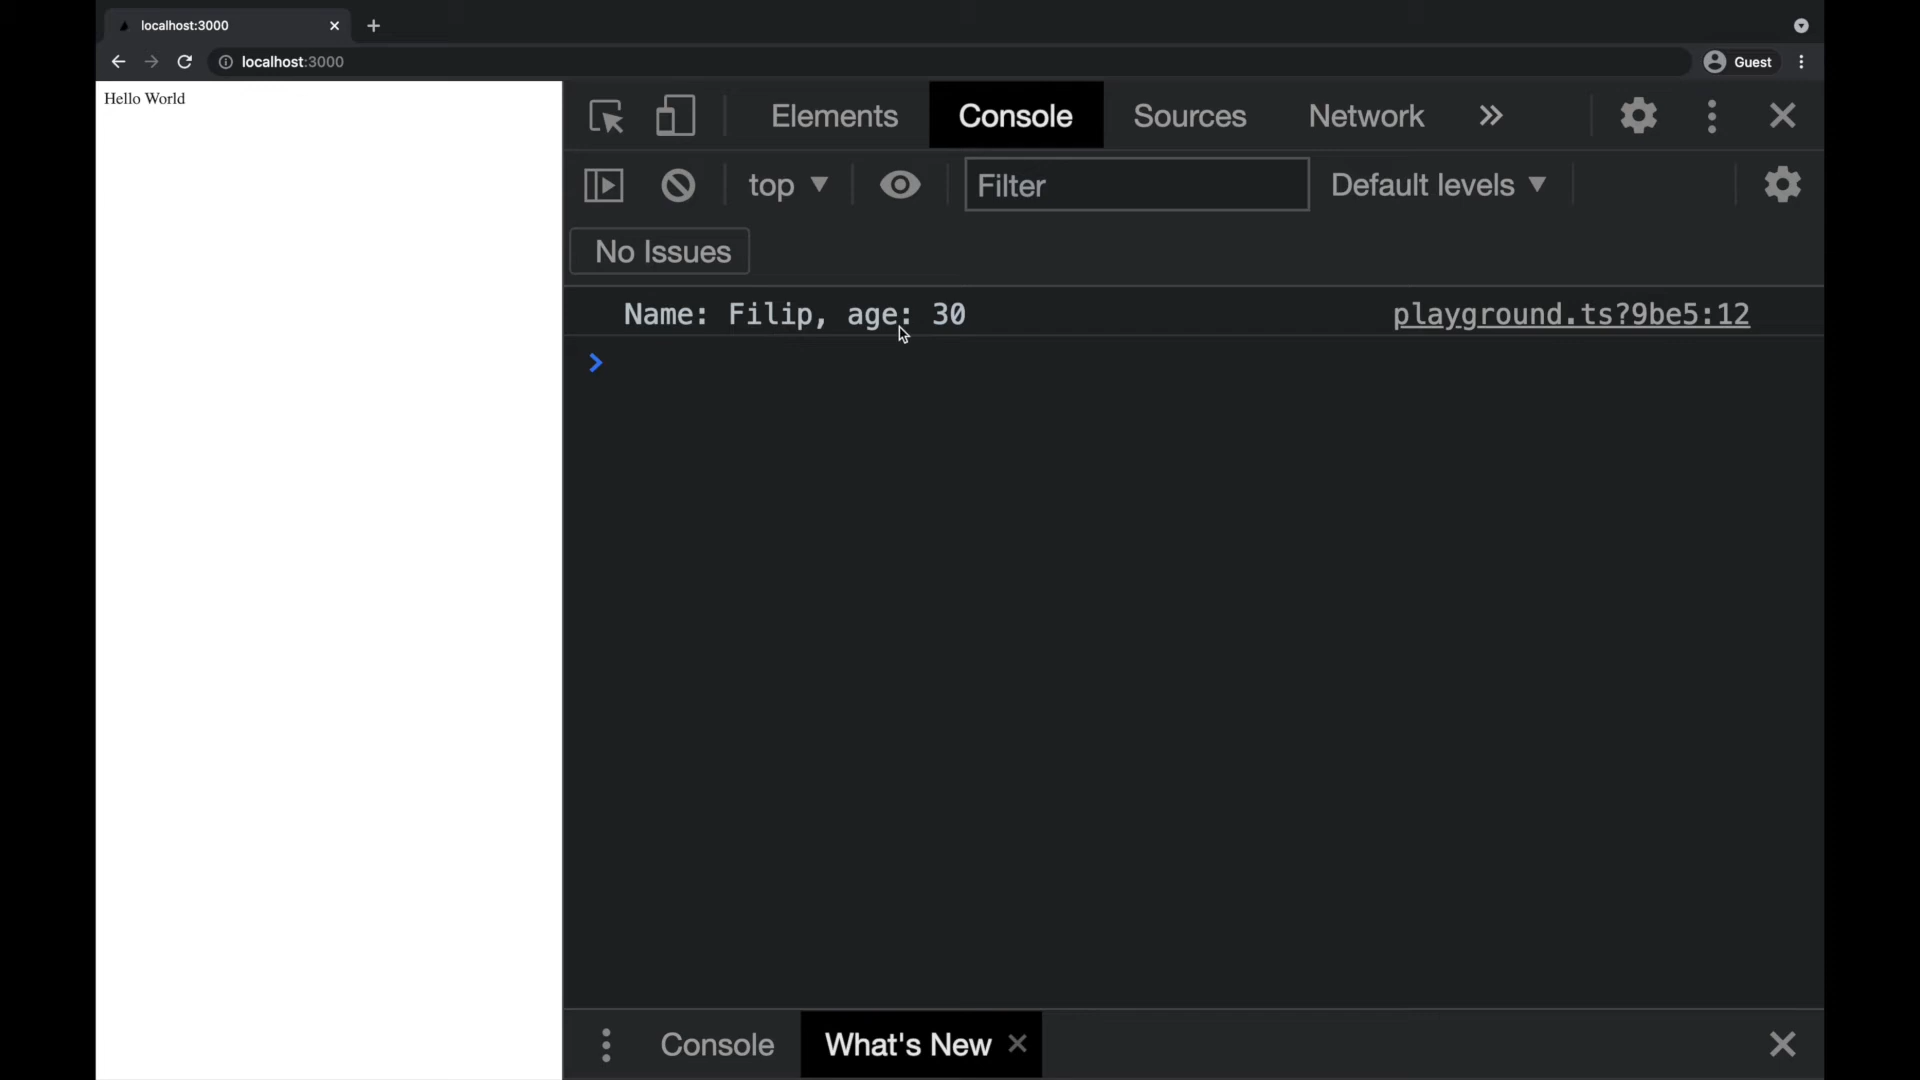 localhost:3000
localhost:3000
Guest
Hello World
Elements Console Sources Network
top Filter Default levels
No Issues
Name: Filip, age: 30 playground.ts?9be5:12
Console What's New